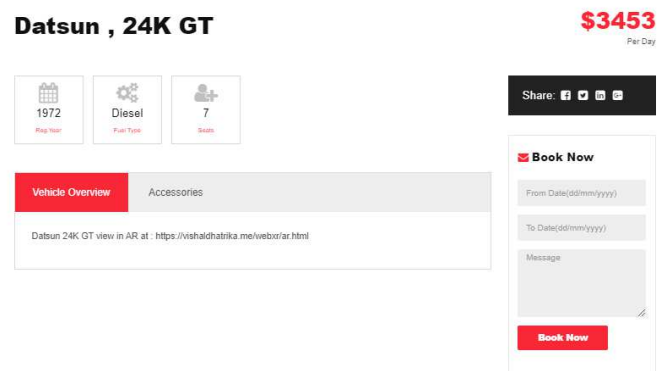 Datsun , 24K GT
$3453
Per Day
1972
Reg Year
Diesel
Fuel Type
7
Seats
Share:
Book Now
Vehicle Overview
Accessories
From Date(dd/mm/yyyy)
Datsun 24K GT view in AR at : https://vishaldhatrika.me/webxr/ar.html
To Date(dd/mm/yyyy)
Message
Book Now